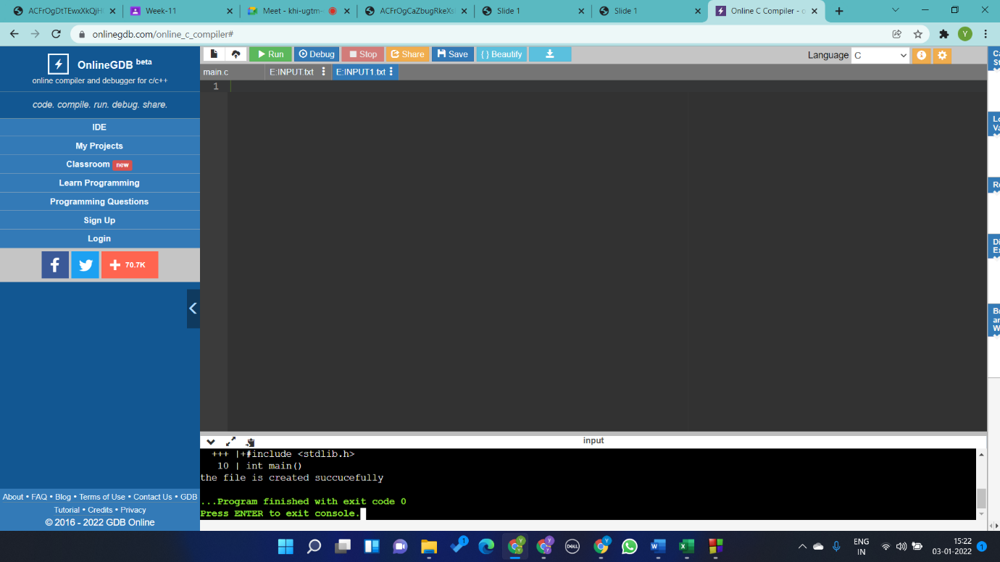 ACFrOgDtTEwxXkQjH
Week-11
Meet - khi-ugtm-
ACFrOgCaZbugRkeXs
Slide 1
Slide 1
Online C Compiler - o
onlinegdb.com/online_c_compiler#
Y
OnlineGDB beta
online compiler and debugger for c/c++
code. compile. run. debug. share.
IDE
My Projects
Classroom new
Learn Programming
Programming Questions
Sign Up
Login
70.7K
About • FAQ • Blog • Terms of Use • Contact Us • GDB
Tutorial • Credits • Privacy
© 2016 - 2022 GDB Online
Run
Debug
Stop
Share
Save
{ } Beautify
Language C
main.c
E:INPUT.txt
E:INPUT1.txt
1
input
+++ |+#include <stdlib.h>
10 | int main()
the file is created succucefully
...Program finished with exit code 0
Press ENTER to exit console.
1
DELL
ENG
IN
15:22
03-01-2022
1